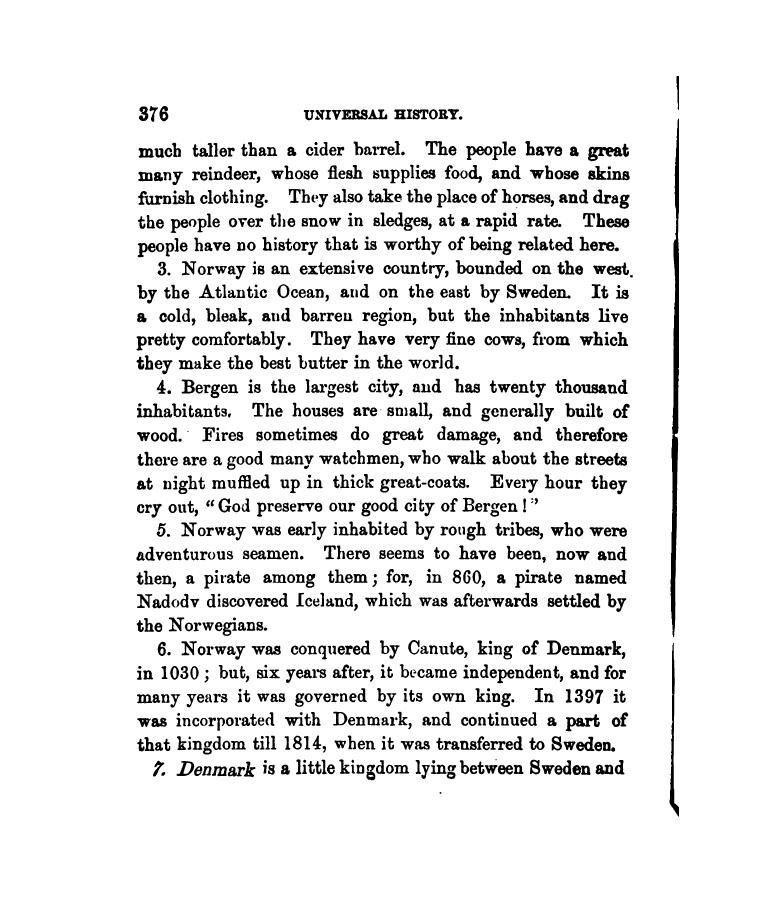 376 UNIVERSAL HISTORY.
much taller than a cider barrel. The people have a great
many reindeer, whose flesh supplies food, and whose skins
furnish clothing. They also take the place of horses, and drag
the people over the snow in sledges, at a rapid rate. These
people have no history that is worthy of being related here.
3. Norway is an extensive country, bounded on the west
by the Atlantic Ocean, and on the east by Sweden. It is
a cold, bleak, and barren region, but the inhabitants live
pretty comfortably. They have very fine cows, from which
they make the best butter in the world.
4. Bergen is the largest city, and has twenty thousand
inhabitants. The houses are small, and generally built of
wood. Fires sometimes do great damage, and therefore
there are a good many watchmen, who walk about the streets
at night muffled up in thick great-coats. Every hour they
cry out, "God preserve our good city of Bergen!"
5. Norway was early inhabited by rough tribes, who were
adventurous seamen. There seems to have been, now and
then, a pirate among them; for, in 860, a pirate named
Nadodv discovered Iceland, which was afterwards settled by
the Norwegians.
6. Norway was conquered by Canute, king of Denmark,
in 1030; but, six years after, it became independent, and for
many years it was governed by its own king. In 1397 it
was incorporated with Denmark, and continued a part of
that kingdom till 1814, when it was transferred to Sweden.
7. Denmark is a little kingdom lying between Sweden and